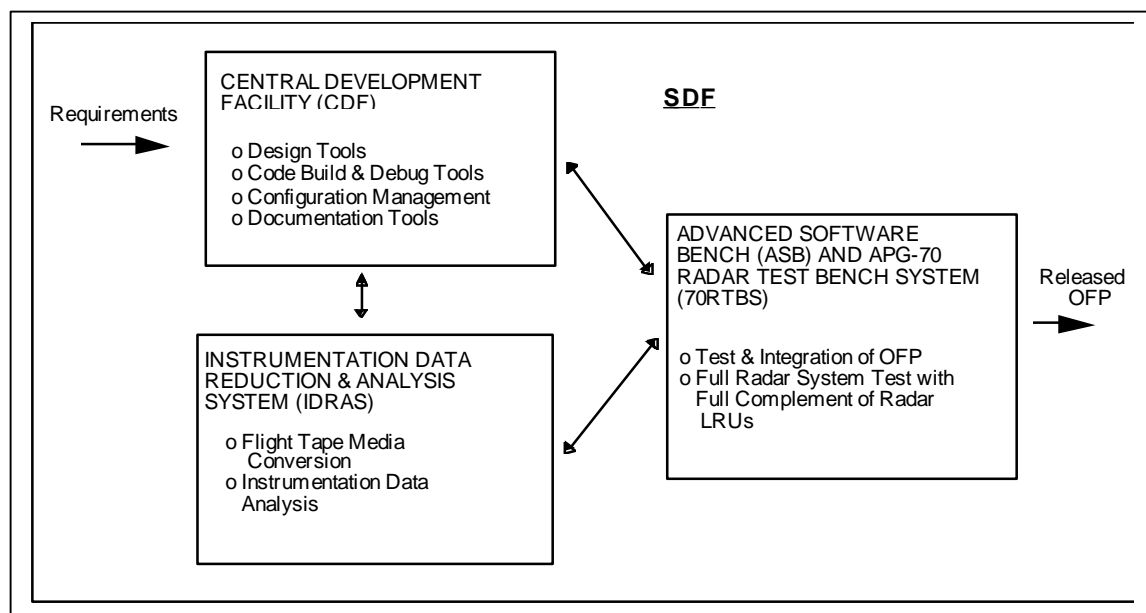 Requirements
CENTRAL DEVELOPMENT
FACILITY (CDF)
o Design Tools
o Code Build & Debug Tools
o Configuration Management
o Documentation Tools
SDF
INSTRUMENTATION DATA
REDUCTION & ANALYSIS
SYSTEM (IDRAS)
o Flight Tape Media
Conversion
o Instrumentation Data
Analysis
ADVANCED SOFTWARE
BENCH (ASB) AND APG-70
RADAR TEST BENCH SYSTEM
(70RTBS)
o Test & Integration of OFP
o Full Radar System Test with
Full Complement of Radar
LRUs
Released
OFP